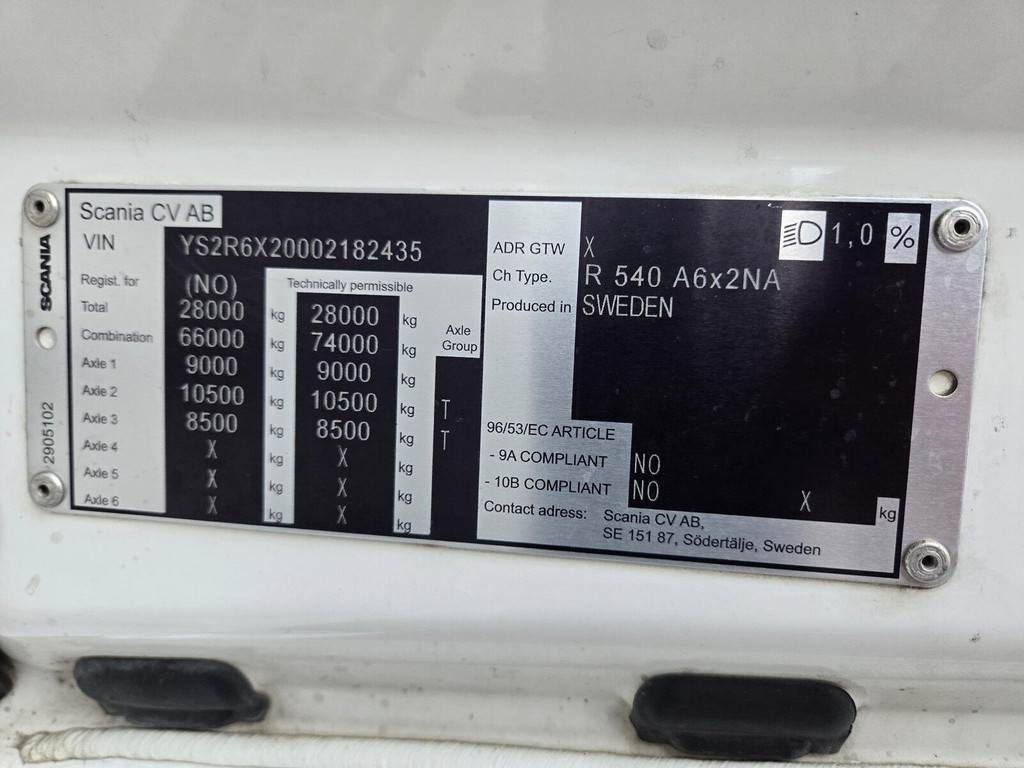 SCANIA
2905102
Scania CV AB
VIN YS2R6X20002182435
Regist. for (NO) Technically permissible
Total 28000 kg 28000 kg
Combination 66000 kg 74000 kg Axle Group
Axle 1 9000 kg 9000 kg
Axle 2 10500 kg 10500 kg T
Axle 3 8500 kg 8500 kg T
Axle 4 X kg X kg
Axle 5 X kg X kg
Axle 6 X kg X kg
ADR GTW X 1,0 %
Ch Type. R 540 A6x2NA
Produced in SWEDEN
96/53/EC ARTICLE
- 9A COMPLIANT NO
- 10B COMPLIANT NO X kg
Contact adress: Scania CV AB,
SE 151 87, Södertälje, Sweden